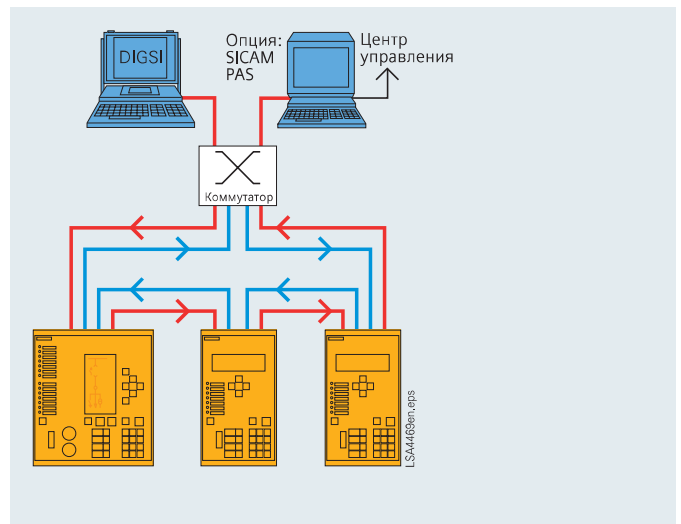 DIGSI
Опция:
SICAM
PAS
Центр
управления
Коммутатор
LSA4469en.eps